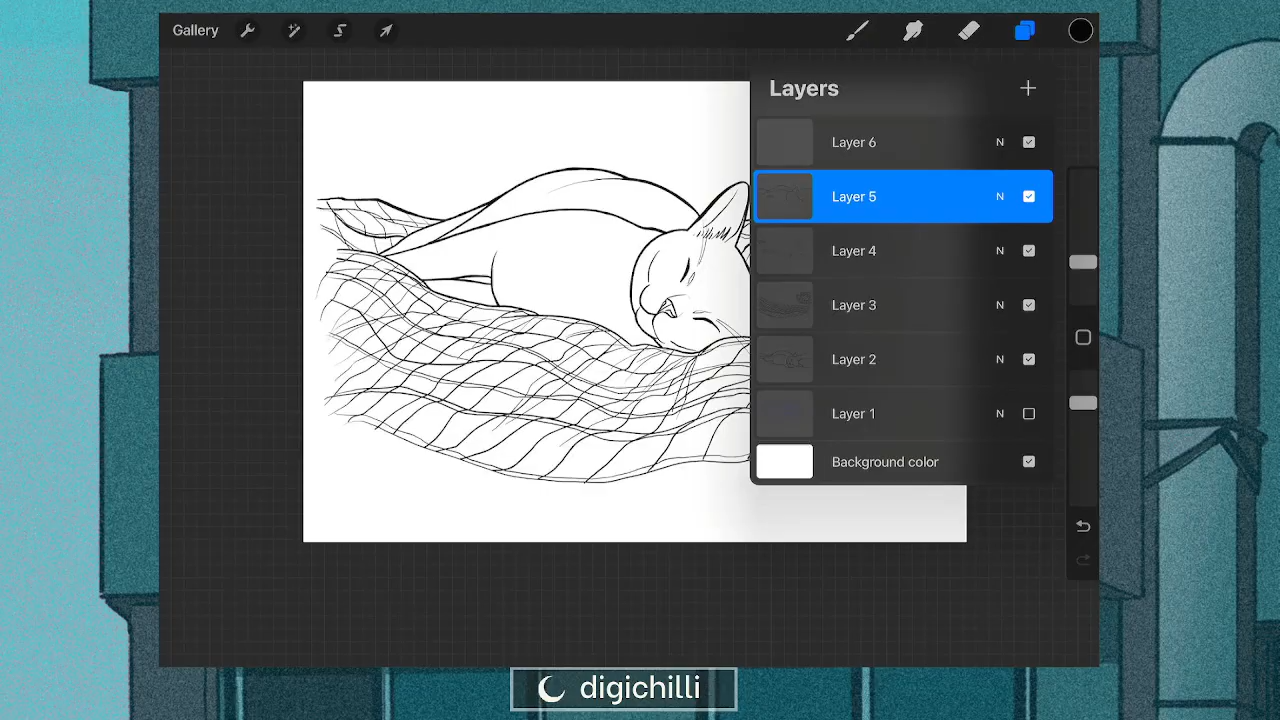 Gallery
Layers
Layer 6 N
Layer 5 N
Layer 4 N
Layer 3 N
Layer 2 N
Layer 1 N
Background color
digichilli